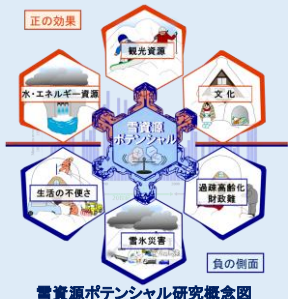 正の効果
観光資源
水・エネルギー資源
文化
雪資源
ポテンシャル
生活の不便さ
過疎高齢化
財政難
雪氷災害
負の側面
雪資源ポテンシャル研究概念図